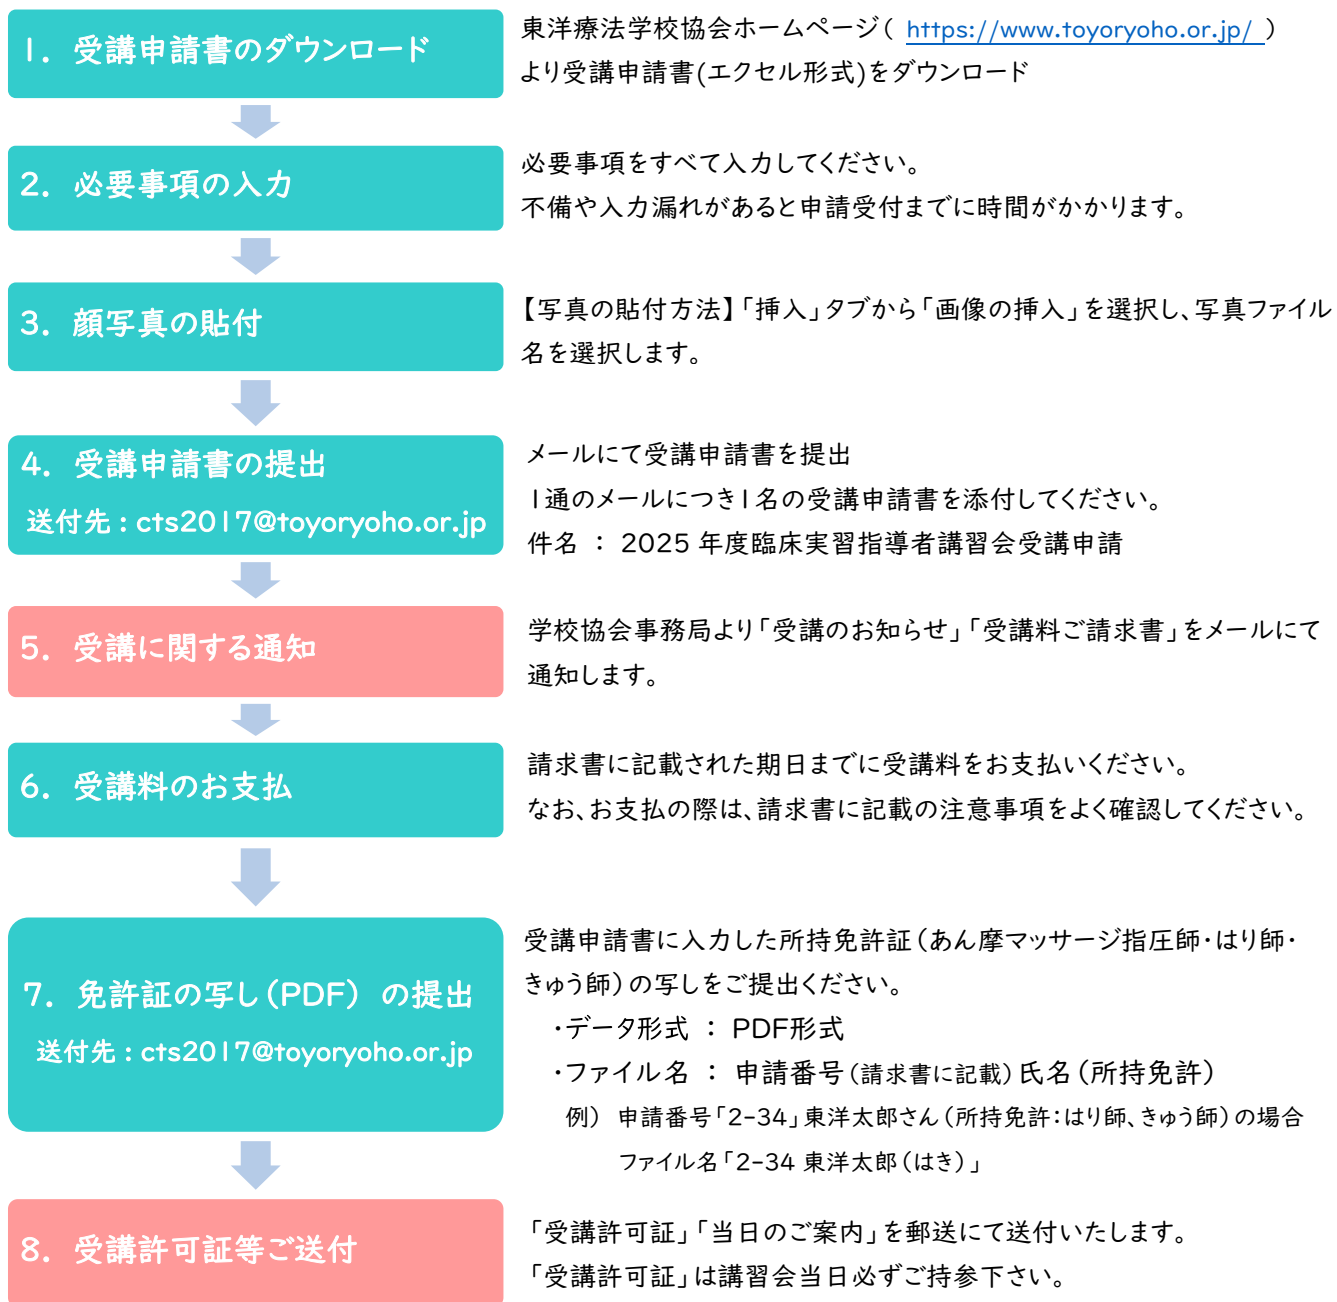 1. 受講申請書のダウンロード
東洋療法学校協会ホームページ( https://www.toyoryoho.or.jp/ )
より受講申請書(エクセル形式)をダウンロード
2. 必要事項の入力
必要事項をすべて入力してください。
不備や入力漏れがあると申請受付までに時間がかかります。
3. 顔写真の貼付
【写真の貼付方法】「挿入」タブから「画像の挿入」を選択し、写真ファイル
名を選択します。
4. 受講申請書の提出
送付先:cts2017@toyoryoho.or.jp
メールにて受講申請書を提出
1通のメールにつき1名の受講申請書を添付してください。
件名 : 2025年度臨床実習指導者講習会受講申請
5. 受講に関する通知
学校協会事務局より「受講のお知らせ」「受講料ご請求書」をメールにて
通知します。
6. 受講料のお支払
請求書に記載された期日までに受講料をお支払いください。
なお、お支払の際は、請求書に記載の注意事項をよく確認してください。
7. 免許証の写し(PDF) の提出
送付先:cts2017@toyoryoho.or.jp
受講申請書に入力した所持免許証(あん摩マッサージ指圧師・はり師・
きゅう師)の写しをご提出ください。
・データ形式 : PDF形式
・ファイル名 : 申請番号(請求書に記載)氏名(所持免許)
例) 申請番号「2-34」東洋太郎さん(所持免許:はり師、きゅう師)の場合
ファイル名「2-34 東洋太郎(はき)」
8. 受講許可証等ご送付
「受講許可証」「当日のご案内」を郵送にて送付いたします。
「受講許可証」は講習会当日必ずご持参下さい。